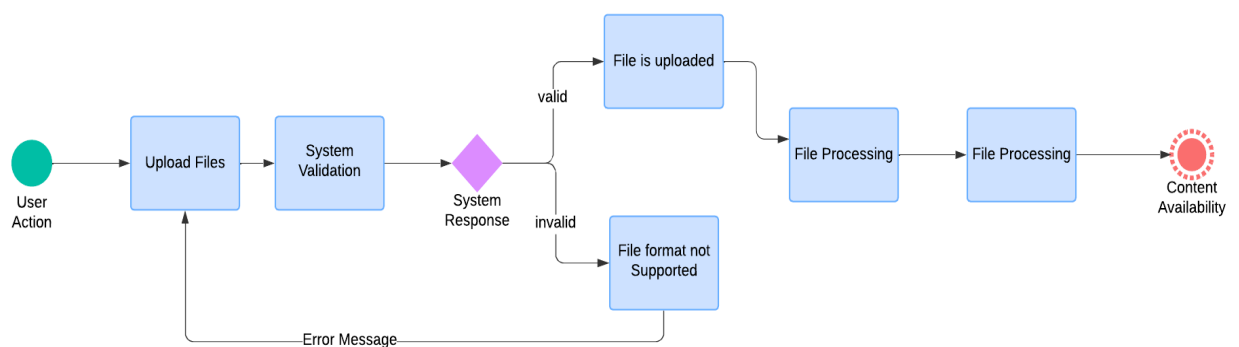 User
Action
Upload Files
System
Validation
System
Response
valid
invalid
File is uploaded
File format not
Supported
Error Message
File Processing
File Processing
Content
Availability